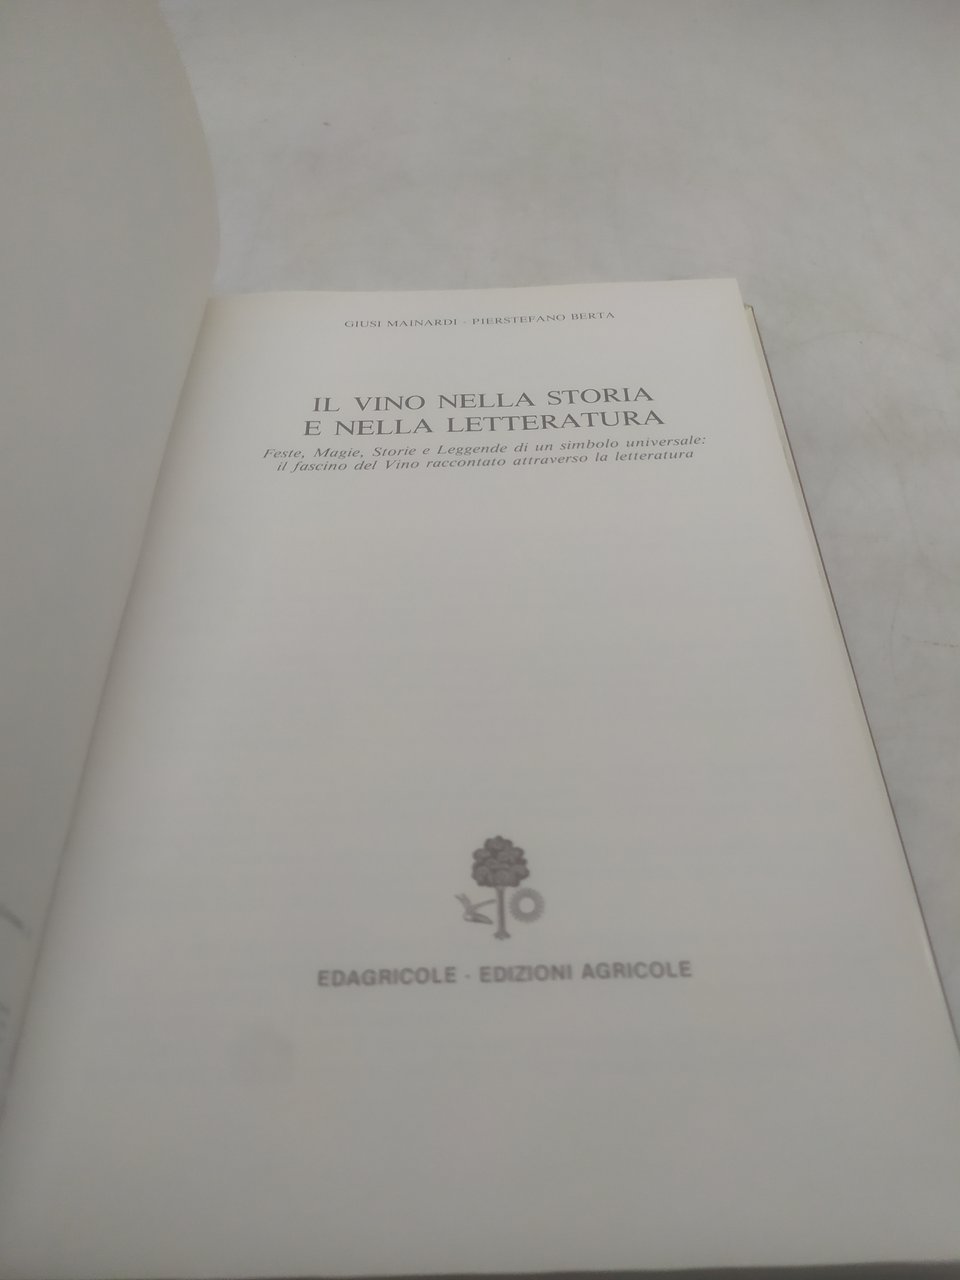 GIUSI MAINARDI - PIERSTEFANO BERTA
IL VINO NELLA STORIA
E NELLA LETTERATURA
Feste, Magie, Storie e Leggende di un simbolo universale:
il fascino del Vino raccontato attraverso la letteratura
EDAGRICOLE - EDIZIONI AGRICOLE